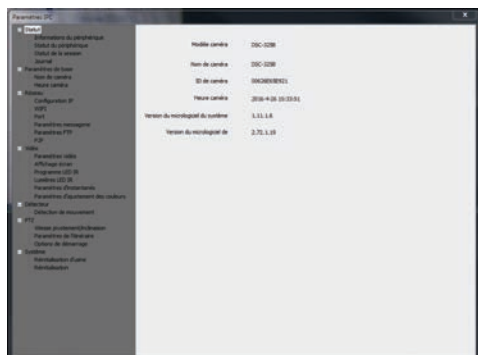 Paramètres IPC
Statut
Informations du périphérique
Statut du périphérique
Statut de la session
Journal
Paramètres de base
Nom de caméra
Heure caméra
Réseau
Configuration IP
WIFI
Port
Paramètres messagerie
Paramètres FTP
P2P
Vidéo
Paramètres vidéo
Affichage écran
Programme LED IR
Lumières LED IR
Paramètres d'instantanés
Paramètres d'ajustement des couleurs
Détecteur
Détection de mouvement
PTZ
Vitesse pivotement/inclinaison
Paramètres de l'itinéraire
Options de démarrage
Système
Réinitialisation d'usine
Réinitialisation
Modèle caméra DSC-328B
Nom de caméra DSC-328B
ID de caméra
Heure caméra 2016-4-26 10:33:51
Version du micrologiciel du système 1.11.1.8
Version du micrologiciel de 2.72.1.15